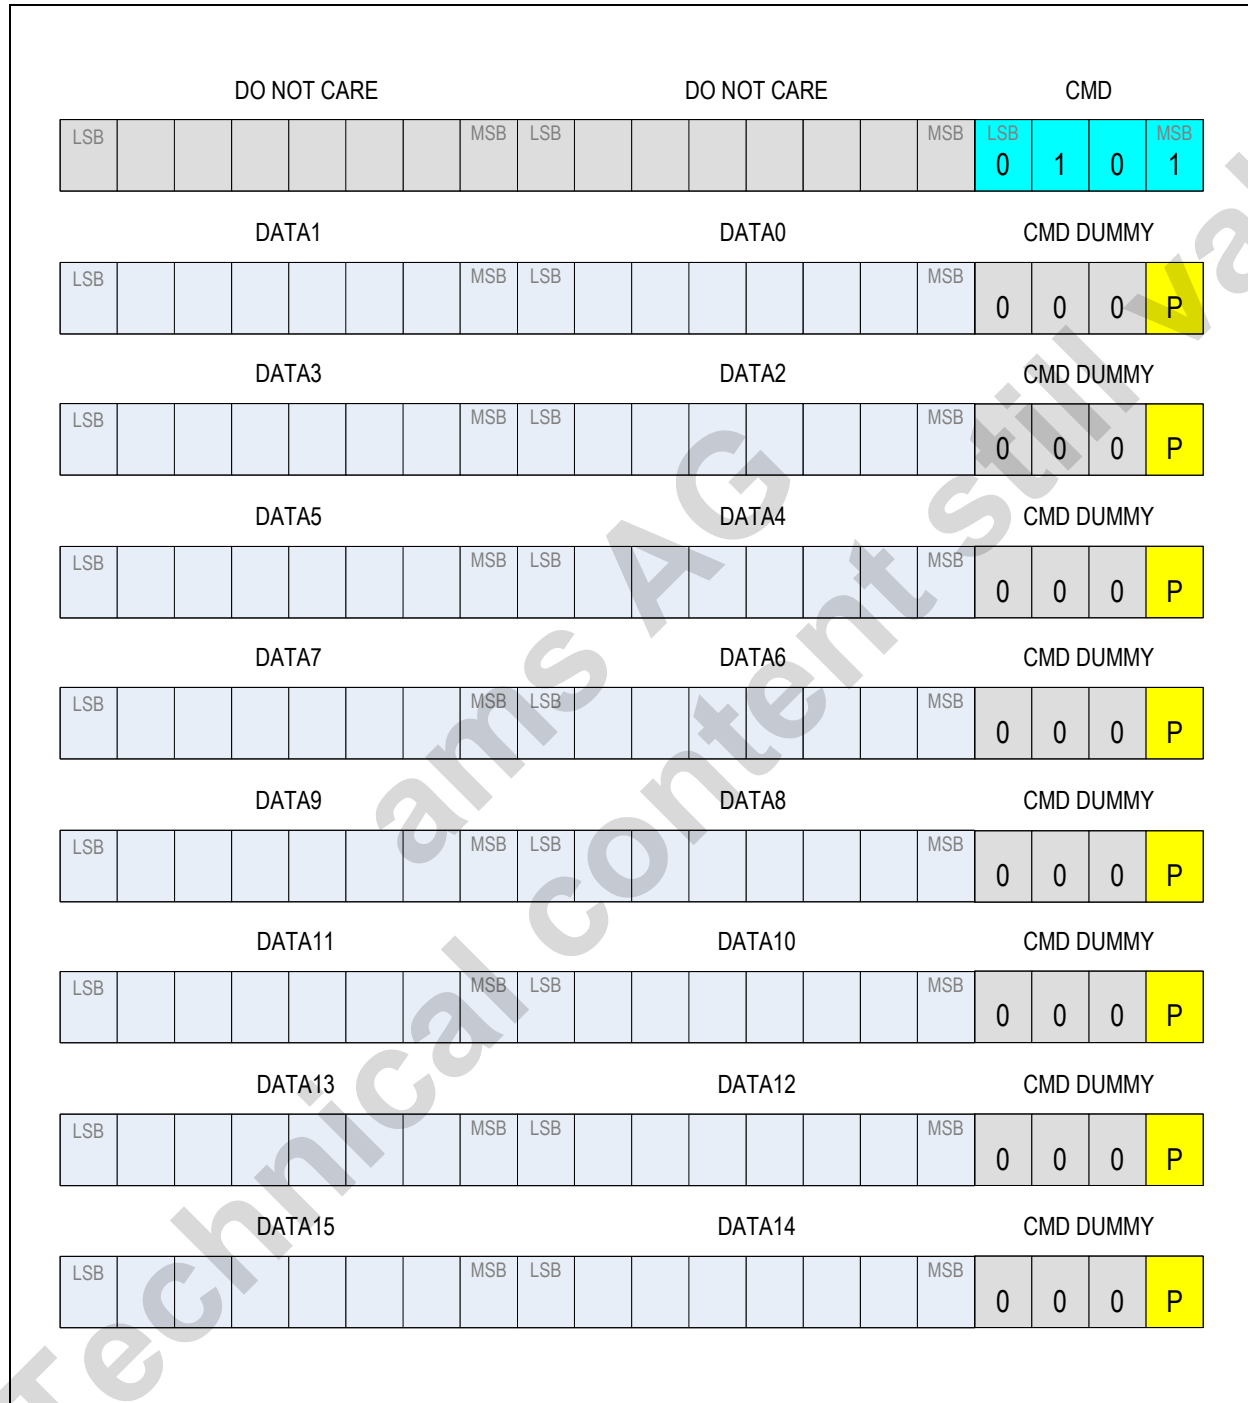 DO NOT CARE DO NOT CARE CMD
LSB MSB LSB MSB LSB MSB
0 1 0 1
DATA1 DATA0 CMD DUMMY
LSB MSB LSB MSB
0 0 0 P
DATA3 DATA2 CMD DUMMY
LSB MSB LSB MSB
0 0 0 P
DATA5 DATA4 CMD DUMMY
LSB MSB LSB MSB
0 0 0 P
DATA7 DATA6 CMD DUMMY
LSB MSB LSB MSB
0 0 0 P
DATA9 DATA8 CMD DUMMY
LSB MSB LSB MSB
0 0 0 P
DATA11 DATA10 CMD DUMMY
LSB MSB LSB MSB
0 0 0 P
DATA13 DATA12 CMD DUMMY
LSB MSB LSB MSB
0 0 0 P
DATA15 DATA14 CMD DUMMY
LSB MSB LSB MSB
0 0 0 P
ams AG
Technical content still